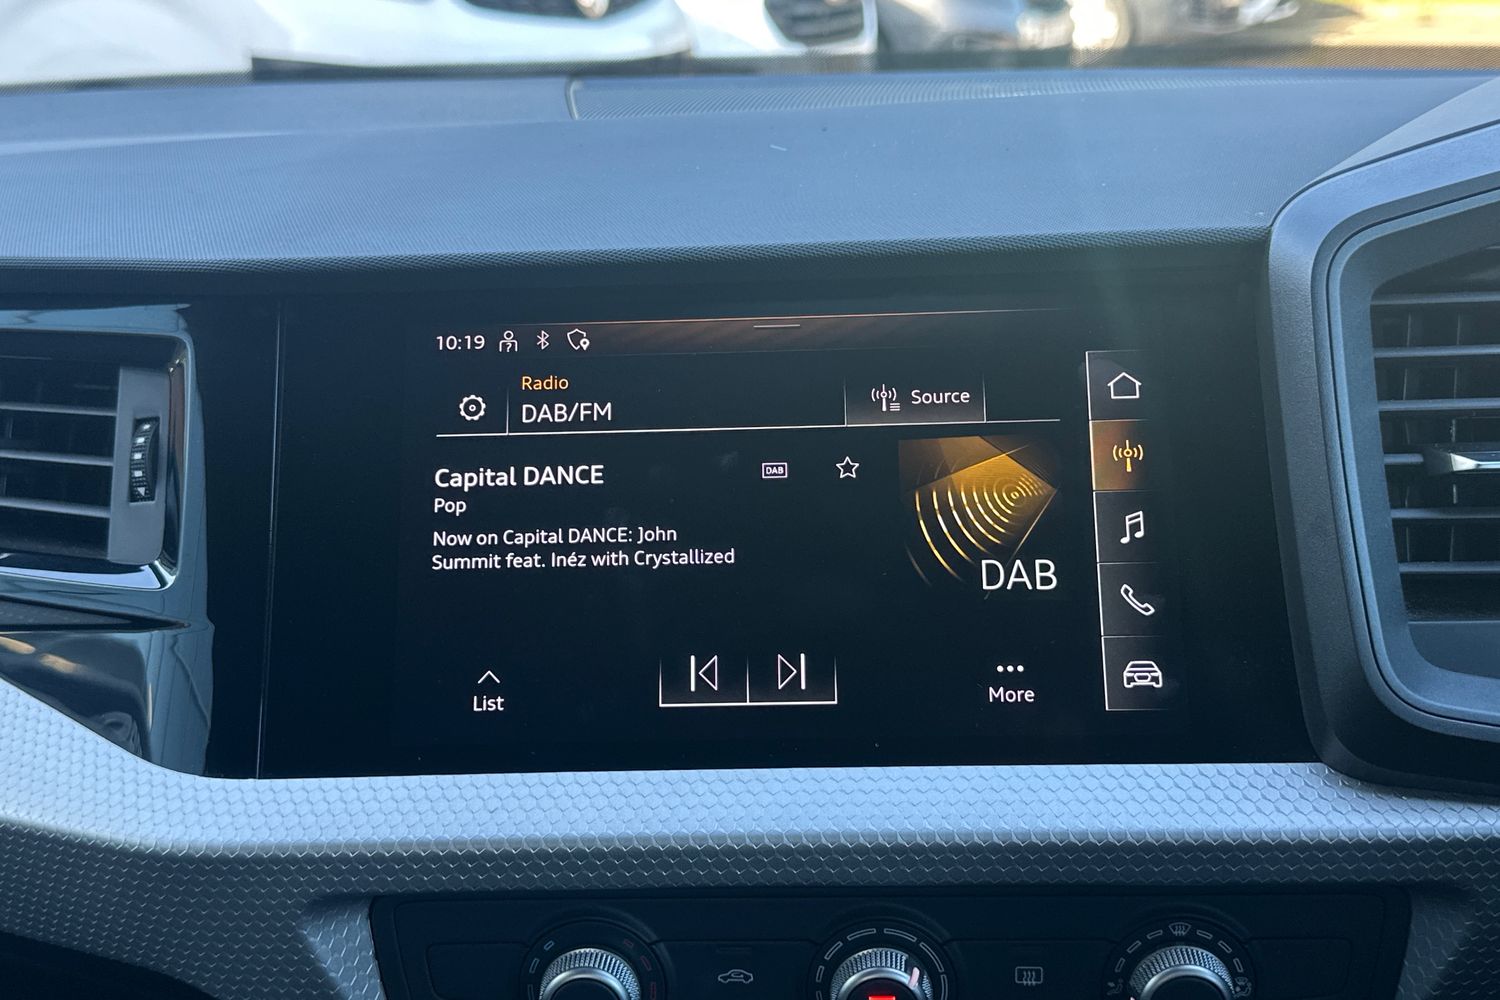 10:19
Radio
DAB/FM
Source
Capital DANCE
DAB
Pop
Now on Capital DANCE: John
Summit feat. Inéz with Crystallized
DAB
List
More